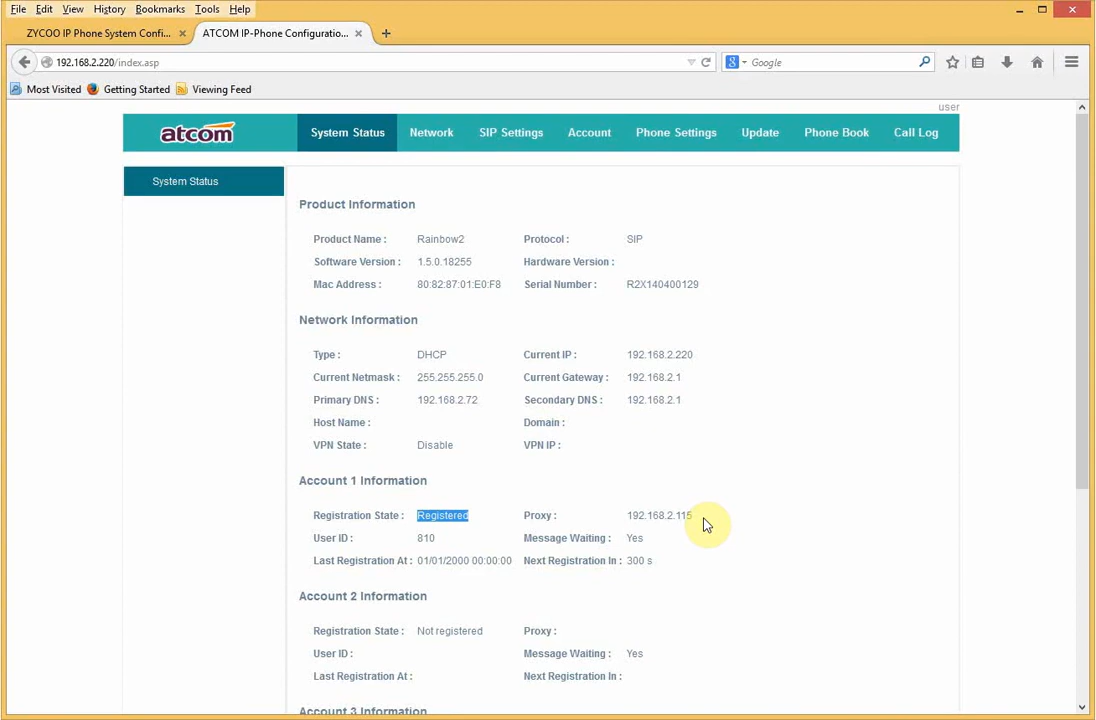 File Edit View History Bookmarks Tools Help
ZYCOO IP Phone System Confi... ATCOM IP-Phone Configuratio...
192.168.2.220/index.asp Google
Most Visited Getting Started Viewing Feed
user
atcom System Status Network SIP Settings Account Phone Settings Update Phone Book Call Log
System Status
Product Information
Product Name : Rainbow2 Protocol : SIP
Software Version : 1.5.0.18255 Hardware Version :
Mac Address : 80:82:87:01:E0:F8 Serial Number : R2X140400129
Network Information
Type : DHCP Current IP : 192.168.2.220
Current Netmask : 255.255.255.0 Current Gateway : 192.168.2.1
Primary DNS : 192.168.2.72 Secondary DNS : 192.168.2.1
Host Name : Domain :
VPN State : Disable VPN IP :
Account 1 Information
Registration State : Registered Proxy : 192.168.2.115
User ID : 810 Message Waiting : Yes
Last Registration At : 01/01/2000 00:00:00 Next Registration In : 300 s
Account 2 Information
Registration State : Not registered Proxy :
User ID : Message Waiting : Yes
Last Registration At : Next Registration In :
Account 3 Information